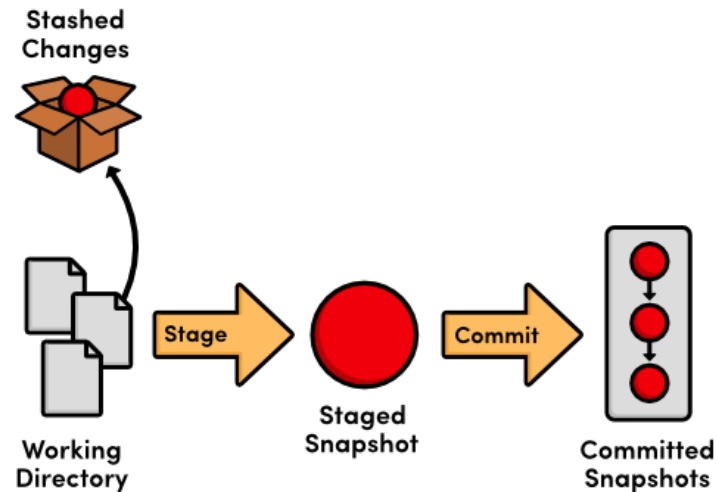 Stashed
Changes
Stage
Commit
Staged
Snapshot
Working
Directory
Committed
Snapshots